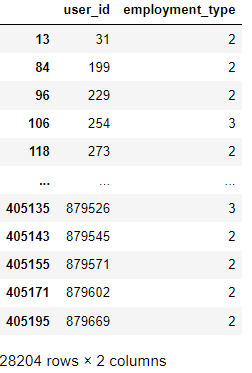 user_id employment_type
13 31 2
84 199 2
96 229 2
106 254 3
118 273 2
... ... ...
405135 879526 3
405143 879545 2
405155 879571 2
405171 879602 2
405195 879669 2
28204 rows × 2 columns